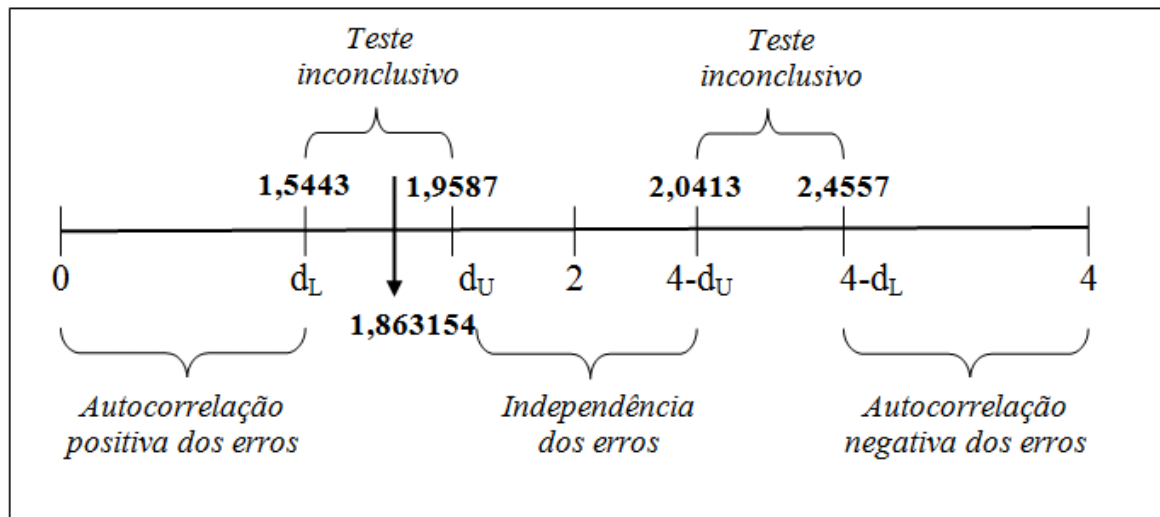 Teste
inconclusivo
Teste
inconclusivo
1,5443
1,9587
2,0413
2,4557
0
dL
dU
2
4-dU
4-dL
4
1,863154
Autocorrelação
positiva dos erros
Independência
dos erros
Autocorrelação
negativa dos erros